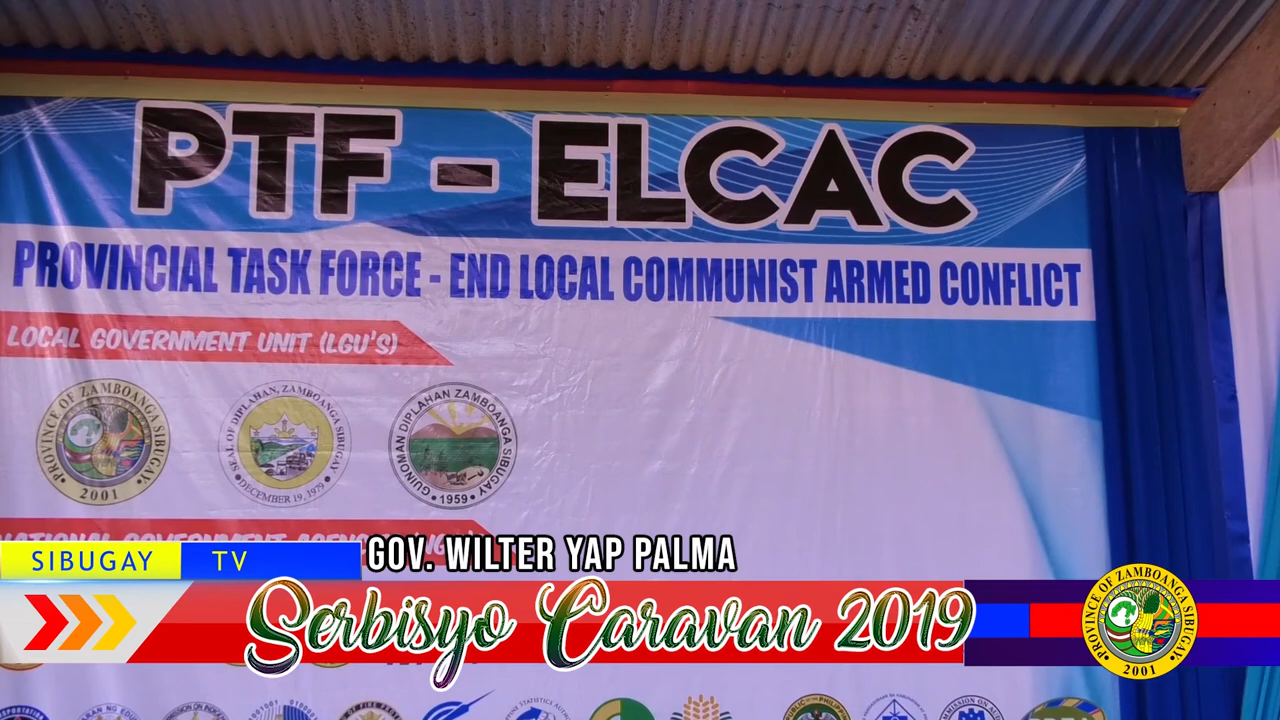 PTF - ELCAC
PROVINCIAL TASK FORCE - END LOCAL COMMUNIST ARMED CONFLICT
LOCAL GOVERNMENT UNIT (LGU'S)
PROVINCE OF ZAMBOANGA SIBUGAY
2001
SEAL OF DIPLAHAN, ZAMBOANGA SIBUGAY
DECEMBER 19, 1979
GUINOMAN DIPLAHAN ZAMBOANGA SIBUGAY
1959
NATIONAL GOVERNMENT
SIBUGAY TV
GOV. WILTER YAP PALMA
Serbisyo Caravan 2019
PROVINCE OF ZAMBOANGA SIBUGAY
2001